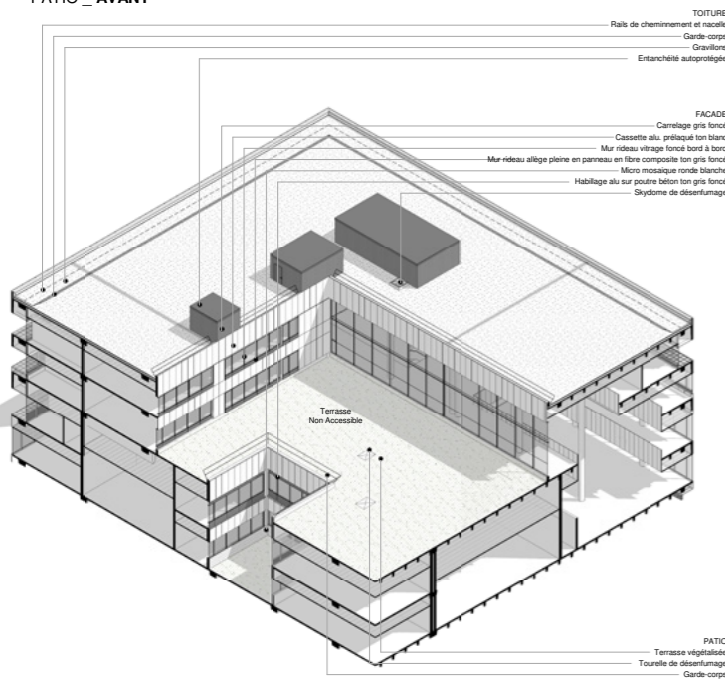 PATIO _ AVANT
TOITURE
Rails de cheminnement et nacelle
Garde-corps
Gravillons
Entanchéité autoprotégée
FACADE
Carrelage gris foncé
Cassette alu. prélaqué ton blanc
Mur rideau vitrage foncé bord à bord
Mur rideau allège pleine en panneau en fibre composite ton gris foncé
Micro mosaique ronde blanche
Habillage alu sur poutre béton ton gris foncé
Skydome de désenfumage
Terrasse
Non Accessible
PATIO
Terrasse végétalisée
Tourelle de désenfumage
Garde-corps